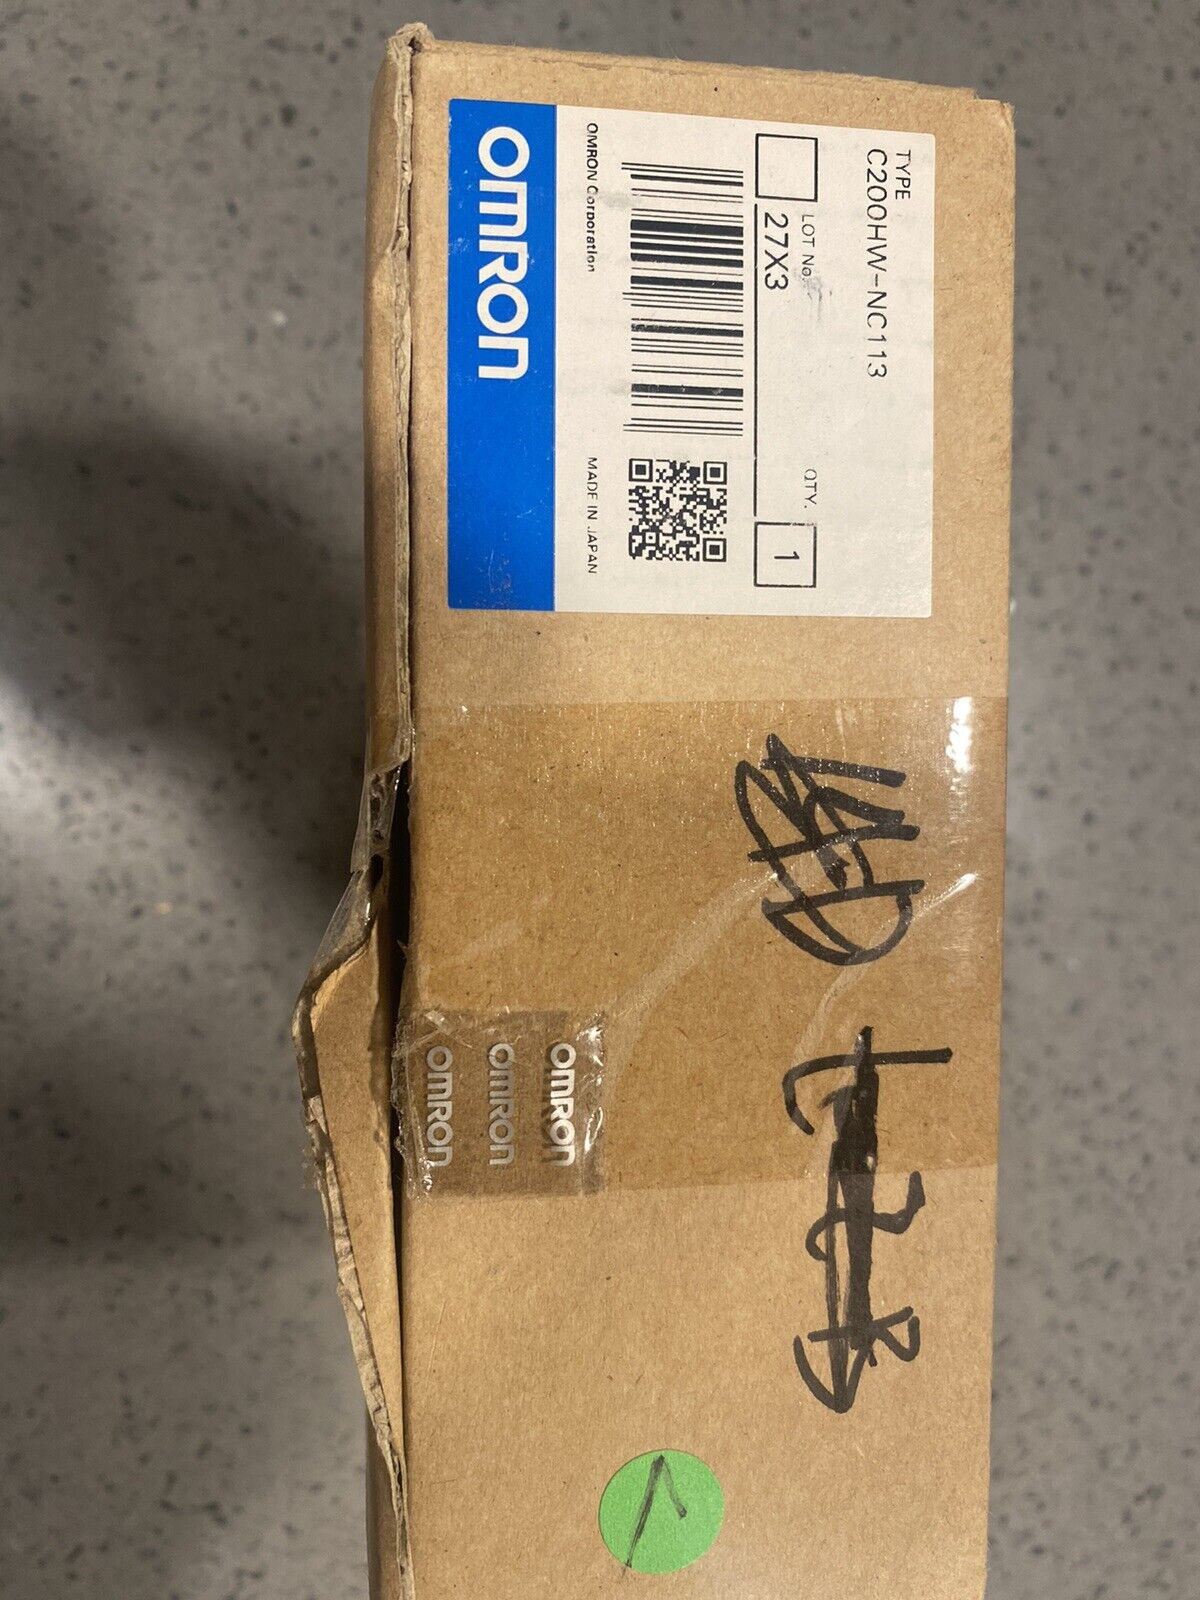 TYPE
C200HW-NC113
LOT No.
QTY.
27X3
1
OMRON Corporation
MADE IN JAPAN
OMRON
OMRON
OMRON
OMRON